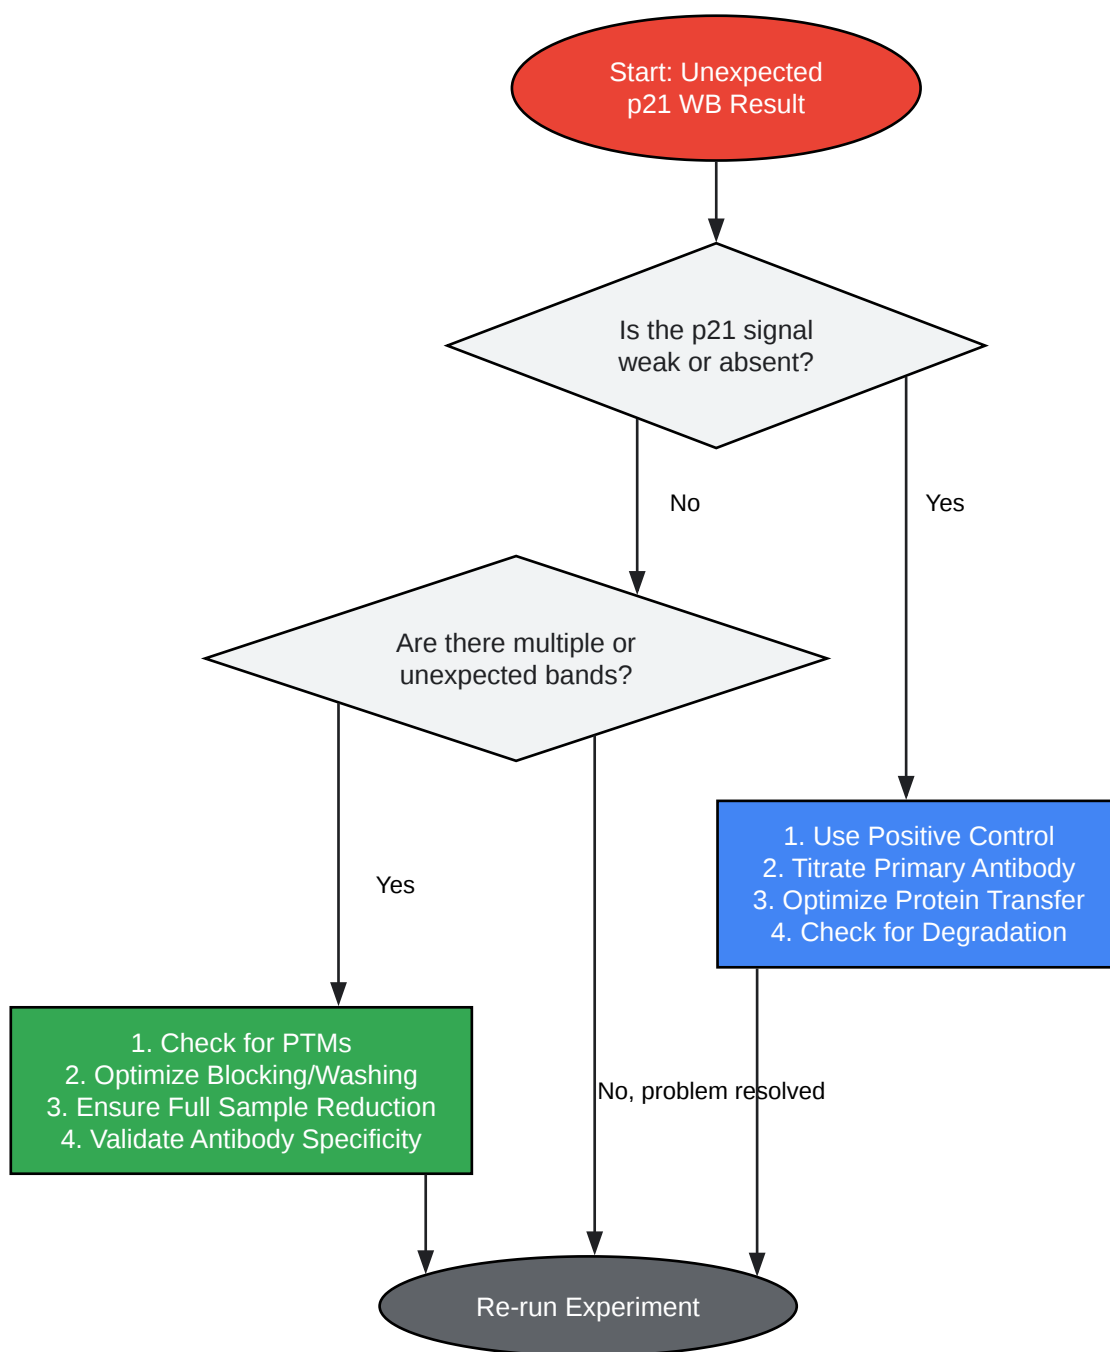 Start: Unexpected
p21 WB Result
Is the p21 signal
weak or absent?
No
Yes
Are there multiple or
unexpected bands?
1. Use Positive Control
2. Titrate Primary Antibody
3. Optimize Protein Transfer
4. Check for Degradation
Yes
1. Check for PTMs
2. Optimize Blocking/Washing
3. Ensure Full Sample Reduction
4. Validate Antibody Specificity
No, problem resolved
Re-run Experiment